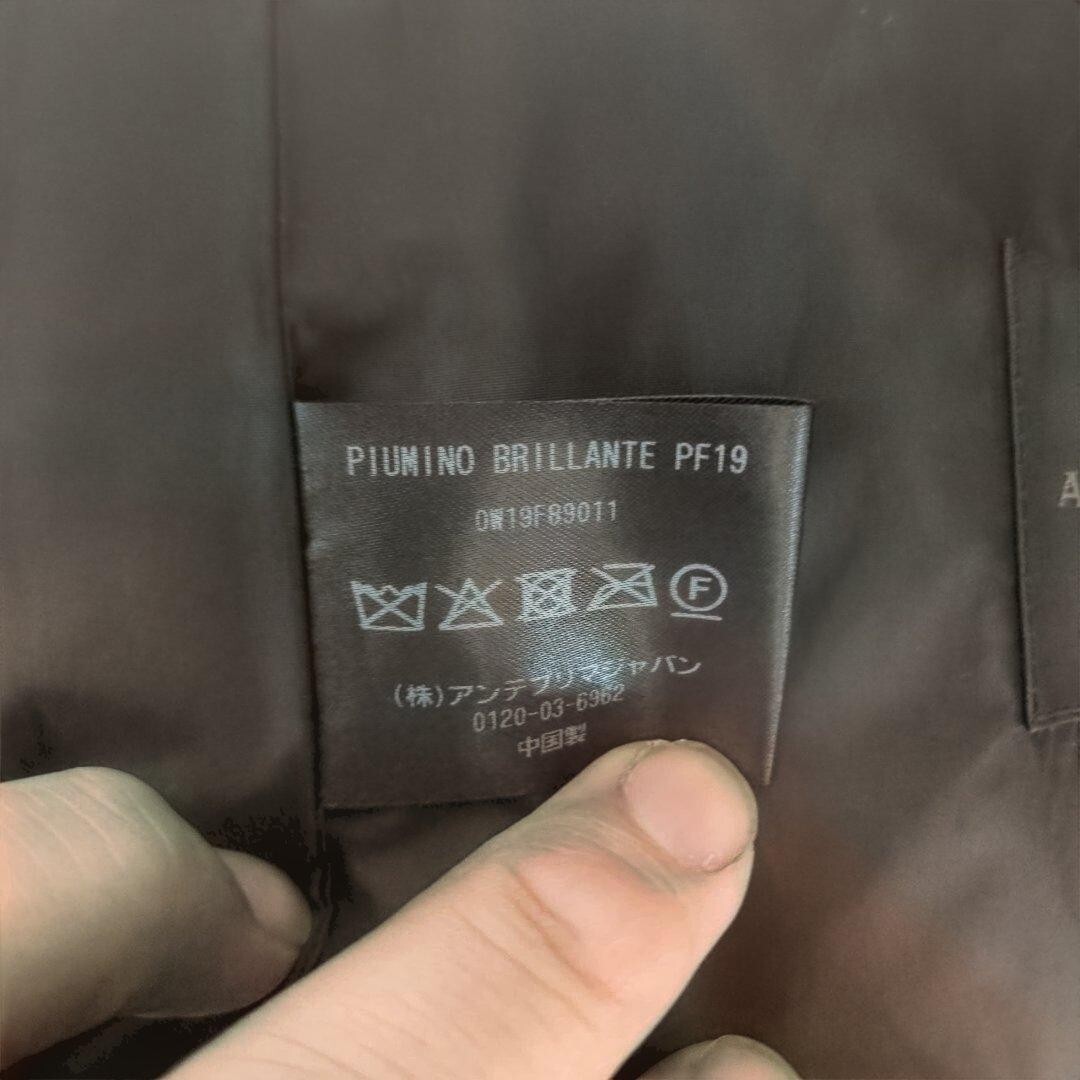 PIUMINO BRILLANTE PF19
0W19F89011
F
(株)アンテプリマジャパン
0120-03-6962
中国製
A